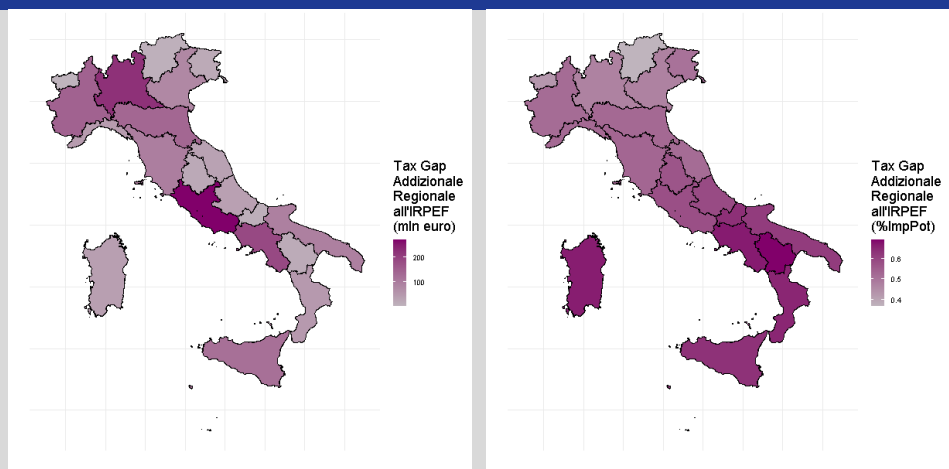 Tax Gap
Addizionale
Regionale
all'IRPEF
(mln euro)
200
100
Tax Gap
Addizionale
Regionale
all'IRPEF
(%ImpPot)
0.6
0.5
0.4